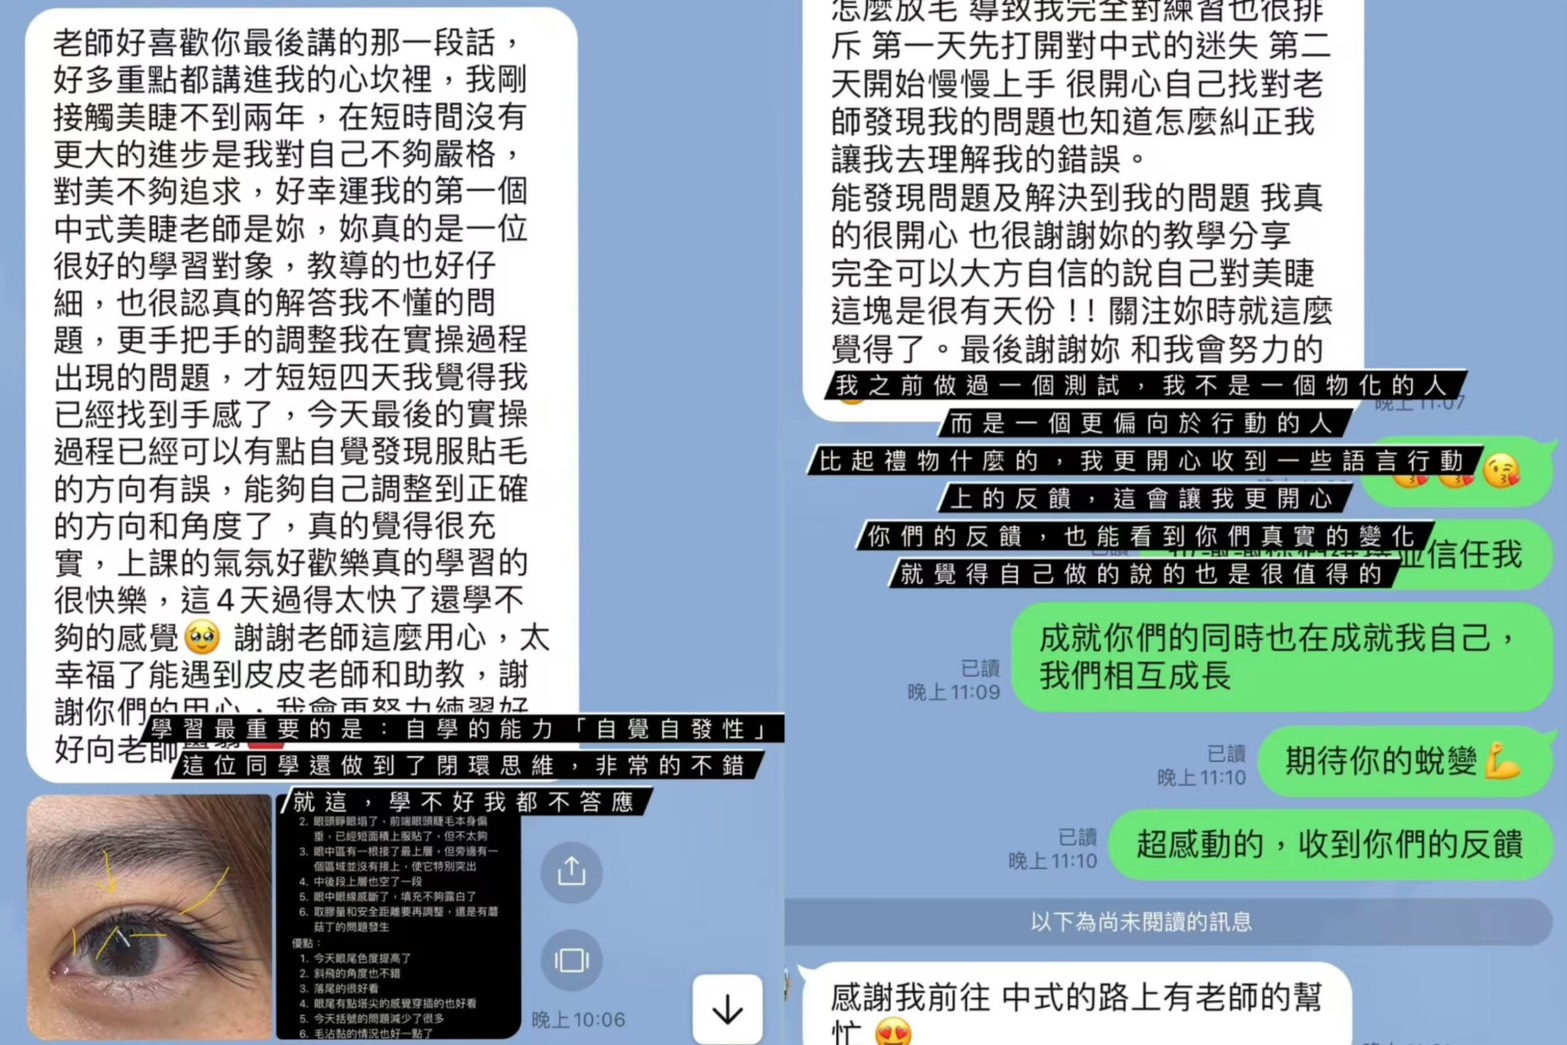 老師好喜歡你最後講的那一段話，
好多重點都講進我的心坎裡，我剛
接觸美睫不到兩年，在短時間沒有
更大的進步是我對自己不夠嚴格，
對美不夠追求，好幸運我的第一個
中式美睫老師是妳，妳真的是一位
很好的學習對象，教導的也好仔
細，也很認真的解答我不懂的問
題，更手把手的調整我在實操過程
出現的問題，才短短四天我覺得我
已經找到手感了，今天最後的實操
過程已經可以有點自覺發現服貼毛
的方向有誤，能夠自己調整到正確
的方向和角度了，真的覺得很充
實，上課的氣氛好歡樂真的學習的
很快樂，這4天過得太快了還學不
夠的感覺🥹 謝謝老師這麼用心，太
幸福了能遇到皮皮老師和助教，謝
謝你們的用心，我會更努力練習好
好向老師
學習最重要的是：自學的能力「自覺自發性」
這位同學還做到了閉環思維，非常的不錯
就這，學不好我都不答應
2. 眼頭睜眼塌了，前端眼頭睫毛本身偏
垂，已經短面積上服貼了，但不太夠
3. 眼中區有一根接了最上層，但旁邊有一
個區域並沒有接上，使它特別突出
4. 中後段上層也空了一段
5. 眼中眼線感斷了，填充不夠露白了
6. 取膠量和安全距離要再調整，還是有蘑
菇丁的問題發生
優點：
1. 今天眼尾色度提高了
2. 斜飛的角度也不錯
3. 落尾的很好看
4. 眼尾有點塔尖的感覺穿插的也好看
5. 今天括號的問題減少了很多
6. 毛沾黏的情況也好一點了
晚上10:06
怎麼放毛 導致我完全對練習也很排
斥 第一天先打開對中式的迷失 第二
天開始慢慢上手 很開心自己找對老
師發現我的問題也知道怎麼糾正我
讓我去理解我的錯誤。
能發現問題及解決到我的問題 我真
的很開心 也很謝謝妳的教學分享
完全可以大方自信的說自己對美睫
這塊是很有天份！！關注妳時就這麼
覺得了。最後謝謝妳 和我會努力的
晚上11:07
我之前做過一個測試，我不是一個物化的人
而是一個更偏向於行動的人
比起禮物什麼的，我更開心收到一些語言行動
😘
上的反饋，這會讓我更開心
你們的反饋，也能看到你們真實的變化
並信任我
就覺得自己做的說的也是很值得的
成就你們的同時也在成就我自己，
我們相互成長
已讀
晚上11:09
期待你的蛻變💪
已讀
晚上11:10
超感動的，收到你們的反饋
已讀
晚上11:10
以下為尚未閱讀的訊息
感謝我前往 中式的路上有老師的幫
忙 😍